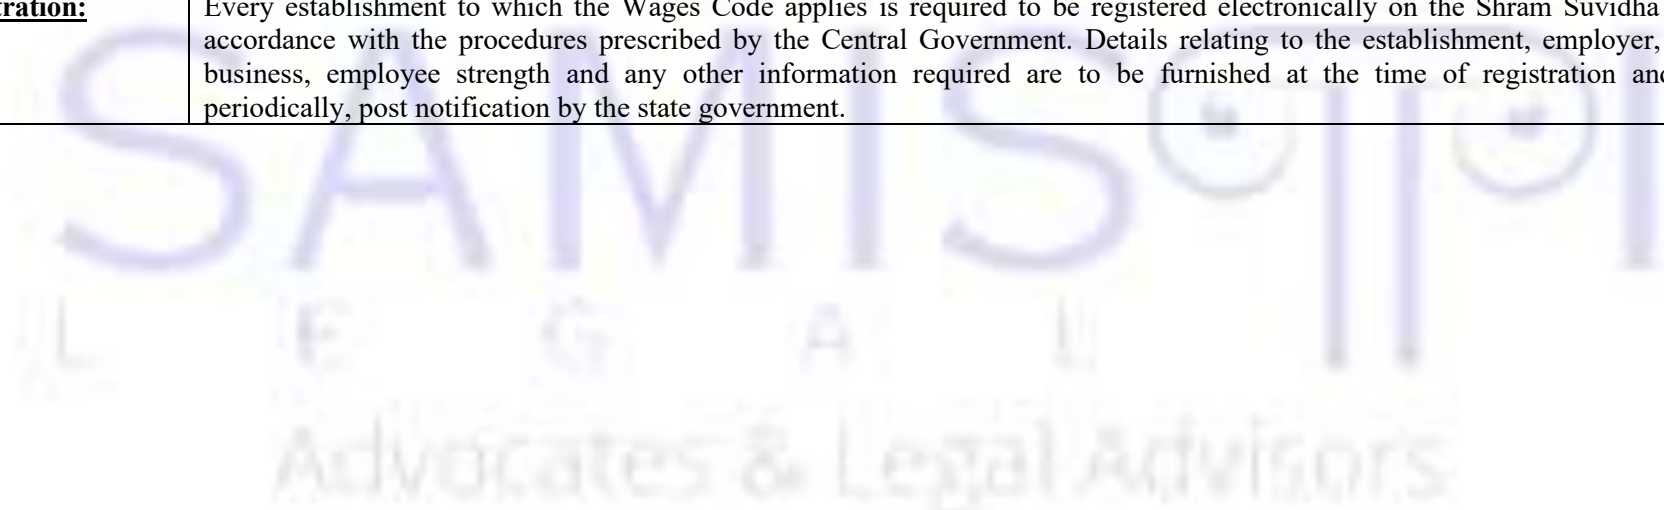 tration: Every establishment to which the Wages Code applies is required to be registered electronically on the Shram Suvidha
accordance with the procedures prescribed by the Central Government. Details relating to the establishment, employer,
business, employee strength and any other information required are to be furnished at the time of registration and
periodically, post notification by the state government.
SAMIS
L E G A L
Advocates & Legal Advisors